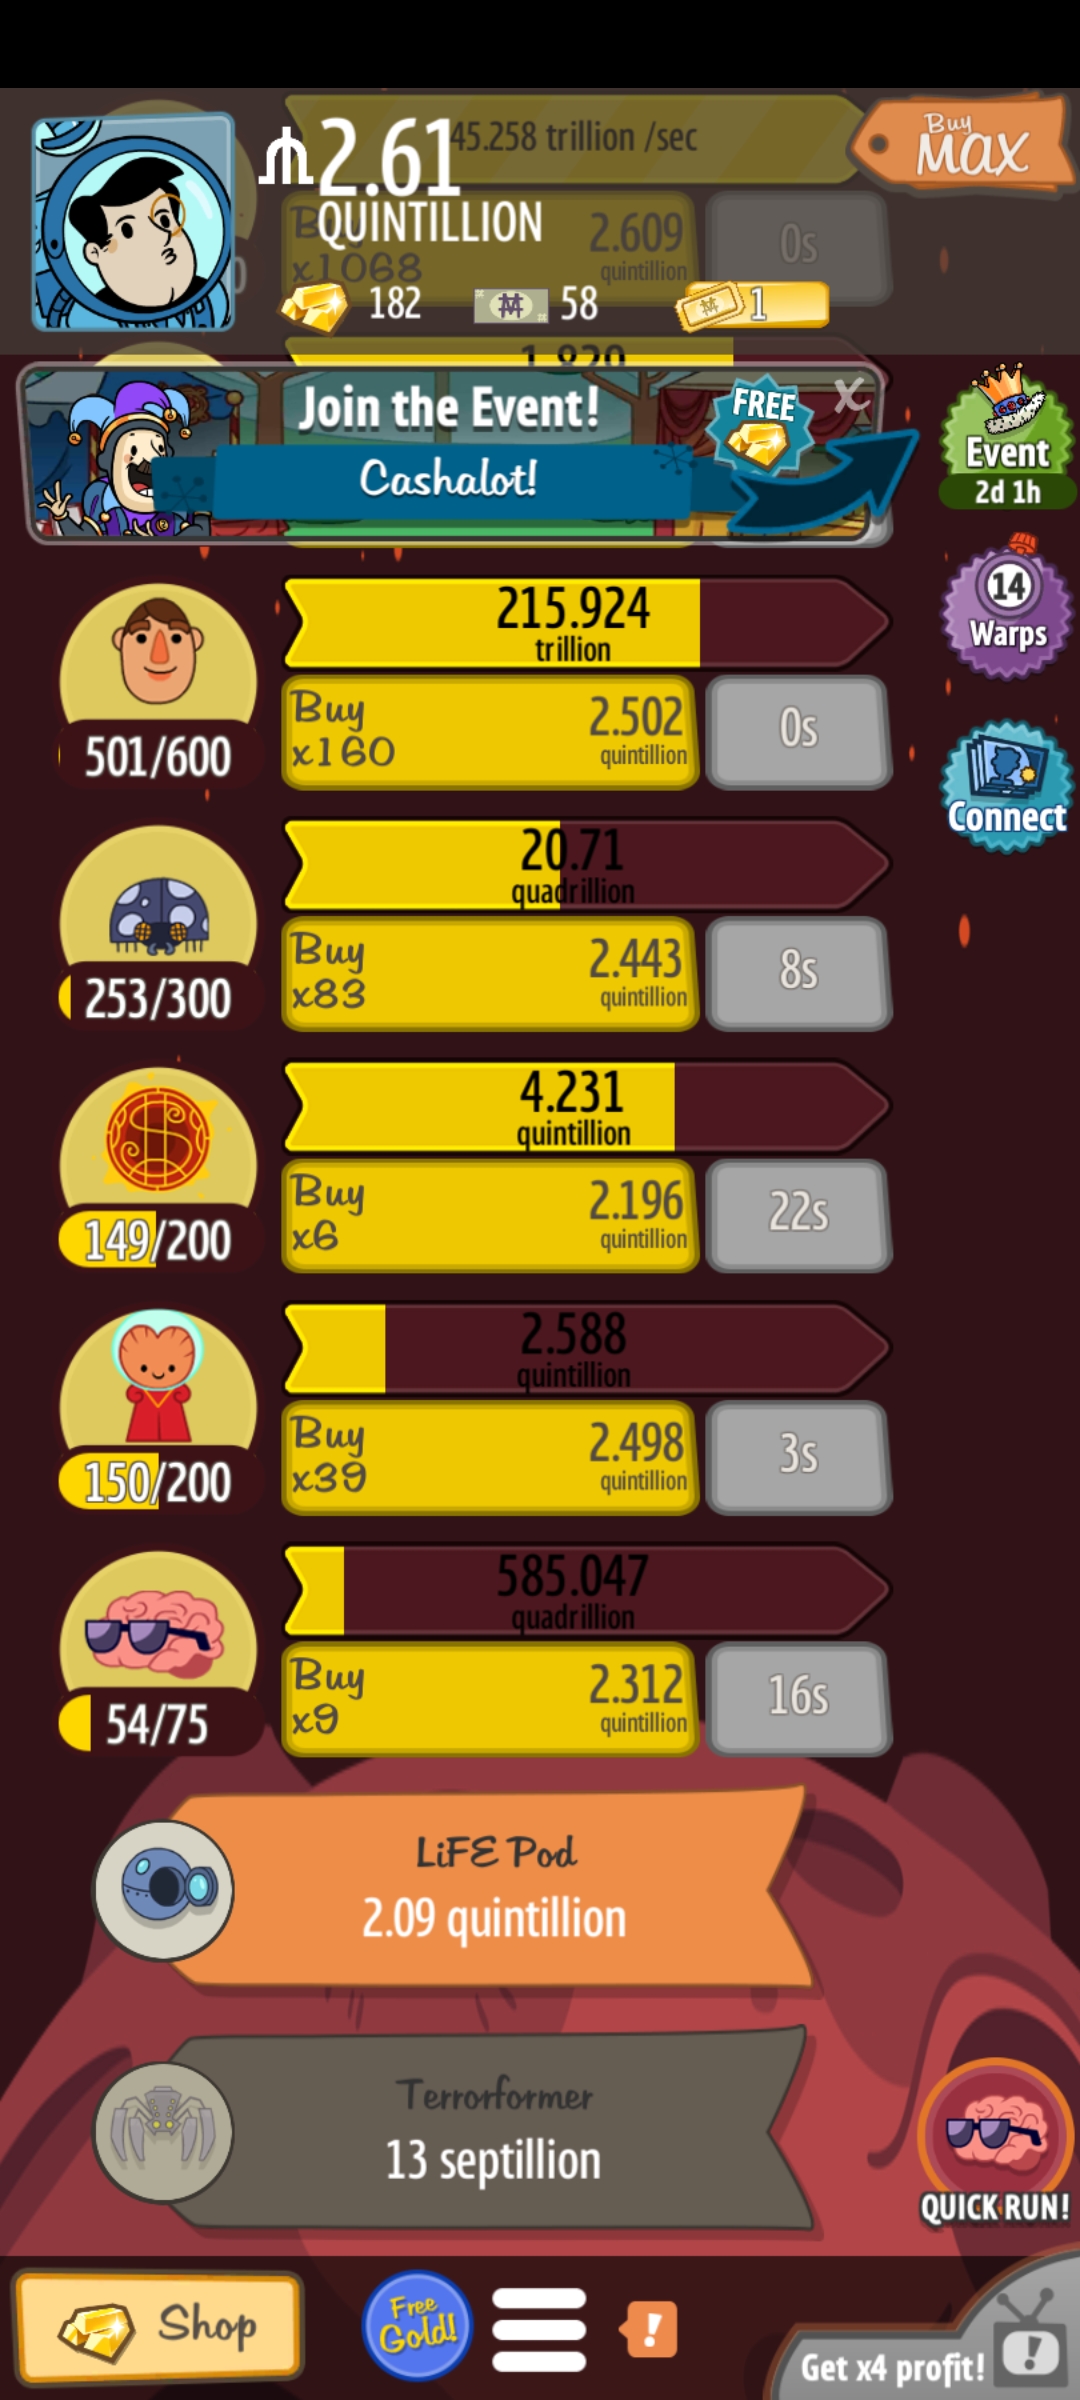 45.258 trillion /sec
2.61
QUINTILLION
Buy
MAX
Buy
x1068
2.609
quintillion
0s
182
58
1
1.820
Join the Event!
Cashalot!
FREE
X
Event
2d 1h
14
Warps
Connect
215.924
trillion
Buy
x160
2.502
quintillion
0s
501/600
20.71
quadrillion
Buy
x83
2.443
quintillion
8s
253/300
4.231
quintillion
Buy
x6
2.196
quintillion
22s
149/200
2.588
quintillion
Buy
x39
2.498
quintillion
3s
150/200
585.047
quadrillion
Buy
x9
2.312
quintillion
16s
54/75
LiFE Pod
2.09 quintillion
Terrorformer
13 septillion
QUICK RUN!
Shop
Free
Gold!
!
Get x4 profit!
!